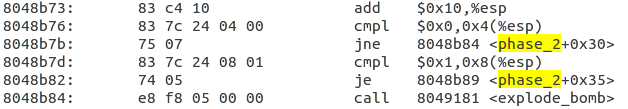 8048b73: 83 c4 10 add $0x10,%esp
8048b76: 83 7c 24 04 00 cmpl $0x0,0x4(%esp)
8048b7b: 75 07 jne 8048b84 <phase_2+0x30>
8048b7d: 83 7c 24 08 01 cmpl $0x1,0x8(%esp)
8048b82: 74 05 je 8048b89 <phase_2+0x35>
8048b84: e8 f8 05 00 00 call 8049181 <explode_bomb>